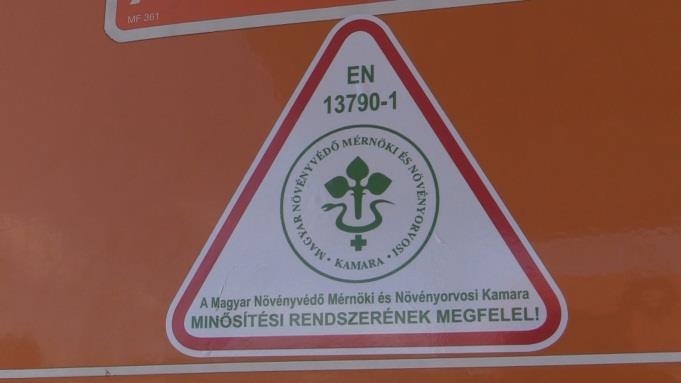 MF 361
EN
13790-1
MAGYAR NÖVÉNYVÉDŐ MÉRNÖKI ÉS NÖVÉNYORVOSI
• KAMARA •
A Magyar Növényvédő Mérnöki és Növényorvosi Kamara
MINŐSÍTÉSI RENDSZERÉNEK MEGFELEL!